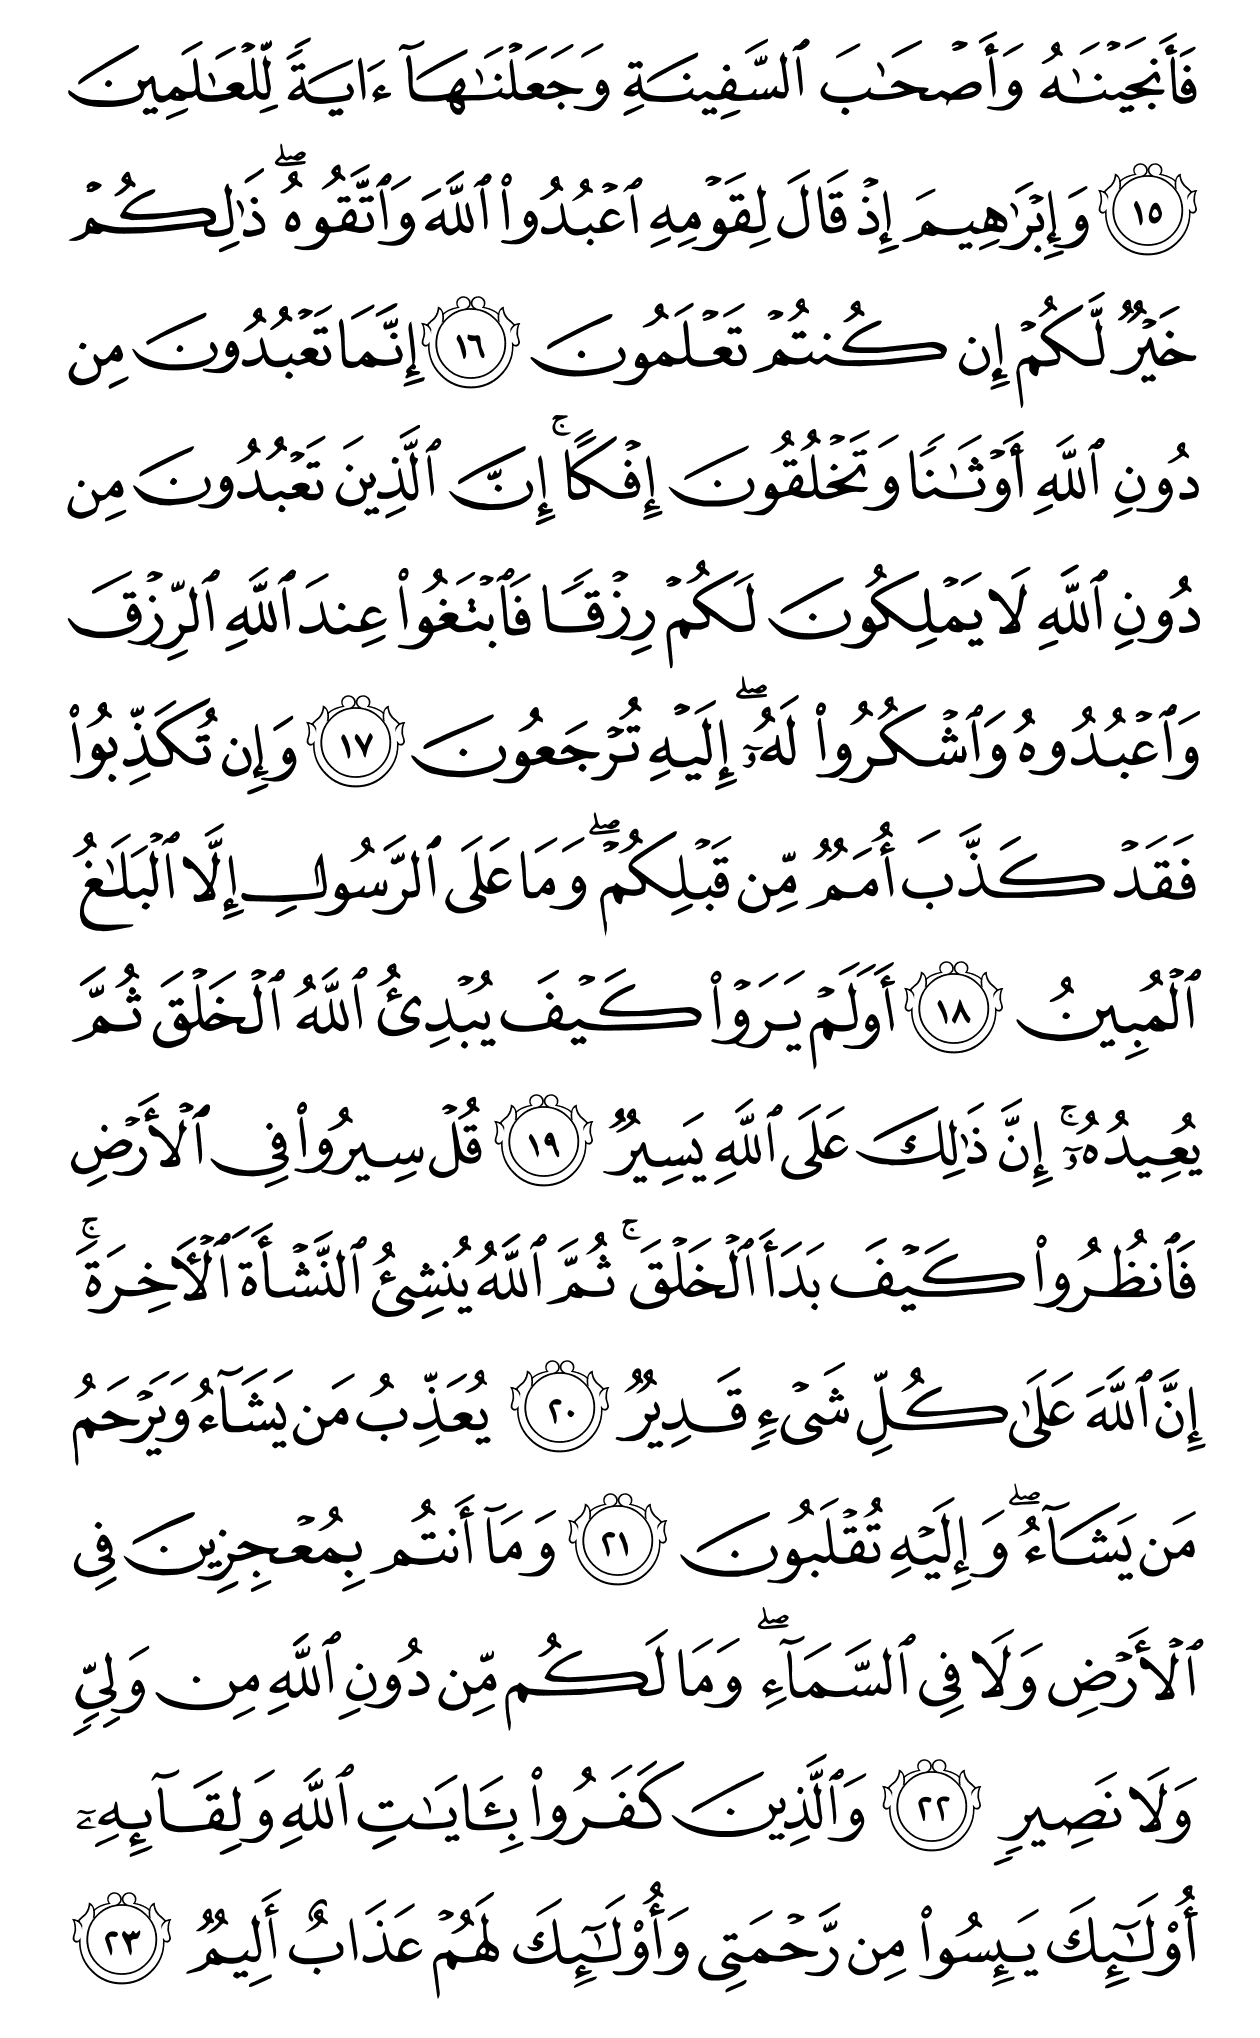 فَأَنجَيْنَٰهُ وَأَصْحَٰبَ ٱلسَّفِينَةِ وَجَعَلْنَٰهَآ ءَايَةً لِّلْعَٰلَمِينَ
١٥ وَإِبْرَٰهِيمَ إِذْ قَالَ لِقَوْمِهِ ٱعْبُدُوا۟ ٱللَّهَ وَٱتَّقُوهُ ۖ ذَٰلِكُمْ
خَيْرٌ لَّكُمْ إِن كُنتُمْ تَعْلَمُونَ ١٦ إِنَّمَا تَعْبُدُونَ مِن
دُونِ ٱللَّهِ أَوْثَٰنًا وَتَخْلُقُونَ إِفْكًا ۚ إِنَّ ٱلَّذِينَ تَعْبُدُونَ مِن
دُونِ ٱللَّهِ لَا يَمْلِكُونَ لَكُمْ رِزْقًا فَٱبْتَغُوا۟ عِندَ ٱللَّهِ ٱلرِّزْقَ
وَٱعْبُدُوهُ وَٱشْكُرُوا۟ لَهُۥٓ ۖ إِلَيْهِ تُرْجَعُونَ ١٧ وَإِن تُكَذِّبُوا۟
فَقَدْ كَذَّبَ أُمَمٌ مِّن قَبْلِكُمْ ۖ وَمَا عَلَى ٱلرَّسُولِ إِلَّا ٱلْبَلَٰغُ
ٱلْمُبِينُ ١٨ أَوَلَمْ يَرَوْا۟ كَيْفَ يُبْدِئُ ٱللَّهُ ٱلْخَلْقَ ثُمَّ
يُعِيدُهُۥٓ ۚ إِنَّ ذَٰلِكَ عَلَى ٱللَّهِ يَسِيرٌ ١٩ قُلْ سِيرُوا۟ فِى ٱلْأَرْضِ
فَٱنظُرُوا۟ كَيْفَ بَدَأَ ٱلْخَلْقَ ۚ ثُمَّ ٱللَّهُ يُنشِئُ ٱلنَّشْأَةَ ٱلْءَاخِرَةَ ۚ
إِنَّ ٱللَّهَ عَلَىٰ كُلِّ شَىْءٍ قَدِيرٌ ٢٠ يُعَذِّبُ مَن يَشَآءُ وَيَرْحَمُ
مَن يَشَآءُ ۖ وَإِلَيْهِ تُقْلَبُونَ ٢١ وَمَآ أَنتُم بِمُعْجِزِينَ فِى
ٱلْأَرْضِ وَلَا فِى ٱلسَّمَآءِ ۖ وَمَا لَكُم مِّن دُونِ ٱللَّهِ مِن وَلِىٍّ
وَلَا نَصِيرٍ ٢٢ وَٱلَّذِينَ كَفَرُوا۟ بِـَٔايَٰتِ ٱللَّهِ وَلِقَآئِهِۦٓ
أُو۟لَٰٓئِكَ يَئِسُوا۟ مِن رَّحْمَتِى وَأُو۟لَٰٓئِكَ لَهُمْ عَذَابٌ أَلِيمٌ ٢٣